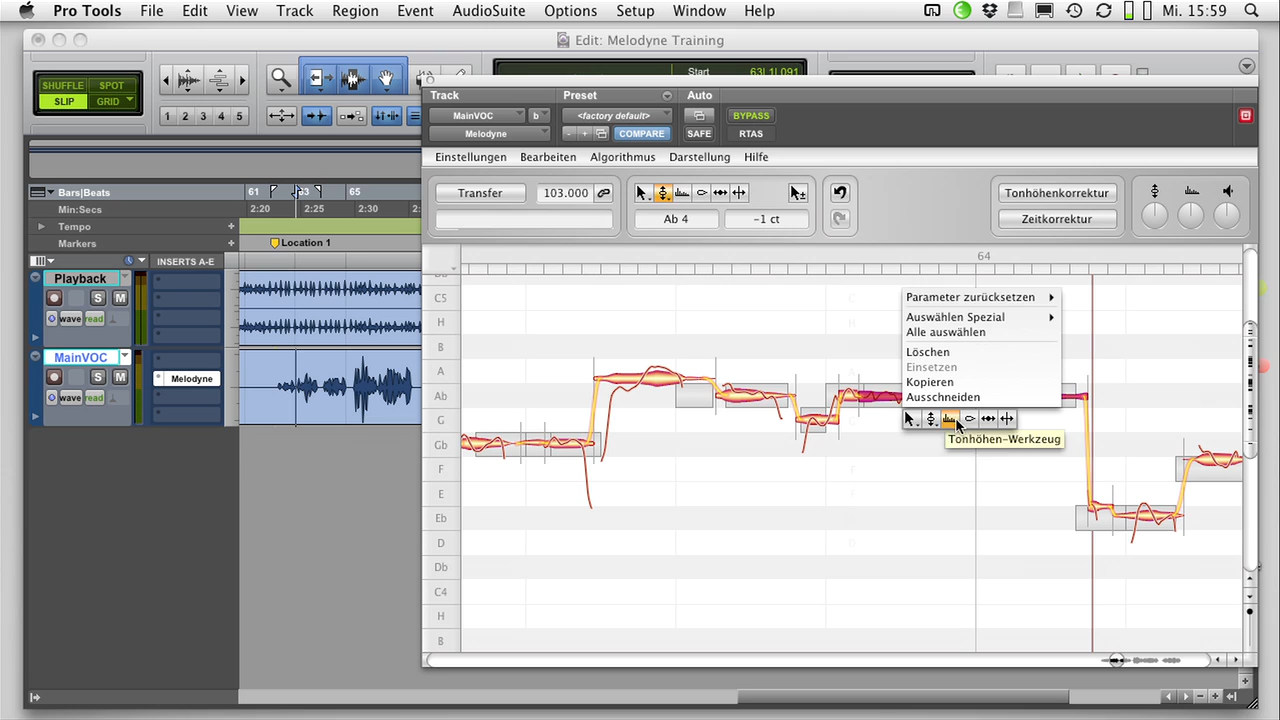 Pro Tools File Edit View Track Region Event AudioSuite Options Setup Window Help Mi. 15:59
Edit: Melodyne Training
SHUFFLE SPOT
SLIP GRID
1 2 3 4 5
Start 63|1|091
Track Preset Auto
MainVOC b <factory default> BYPASS
Melodyne - + COMPARE SAFE RTAS
Einstellungen Bearbeiten Algorithmus Darstellung Hilfe
Transfer 103.000 Tonhöhenkorrektur
Ab 4 -1 ct Zeitkorrektur
Bars|Beats 61 63 65
Min:Secs 2:20 2:25 2:30
Tempo
Markers Location 1
INSERTS A-E
Playback
S M
wave read
MainVOC
Melodyne
S M
wave read
64
C5
H
B
A
Ab
G
Gb
F
E
Eb
D
Db
C4
H
B
Parameter zurücksetzen
Auswählen Spezial
Alle auswählen
Löschen
Einsetzen
Kopieren
Ausschneiden
Tonhöhen-Werkzeug